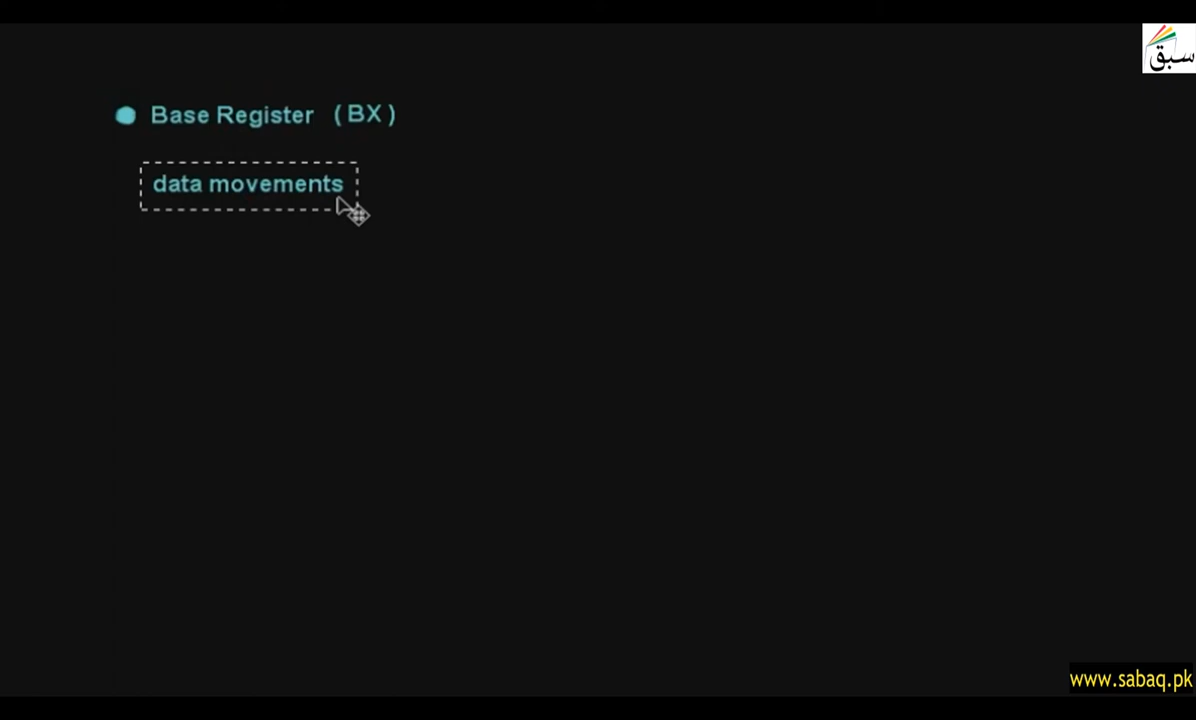 سبق
Base Register ( BX )
data movements
www.sabaq.pk